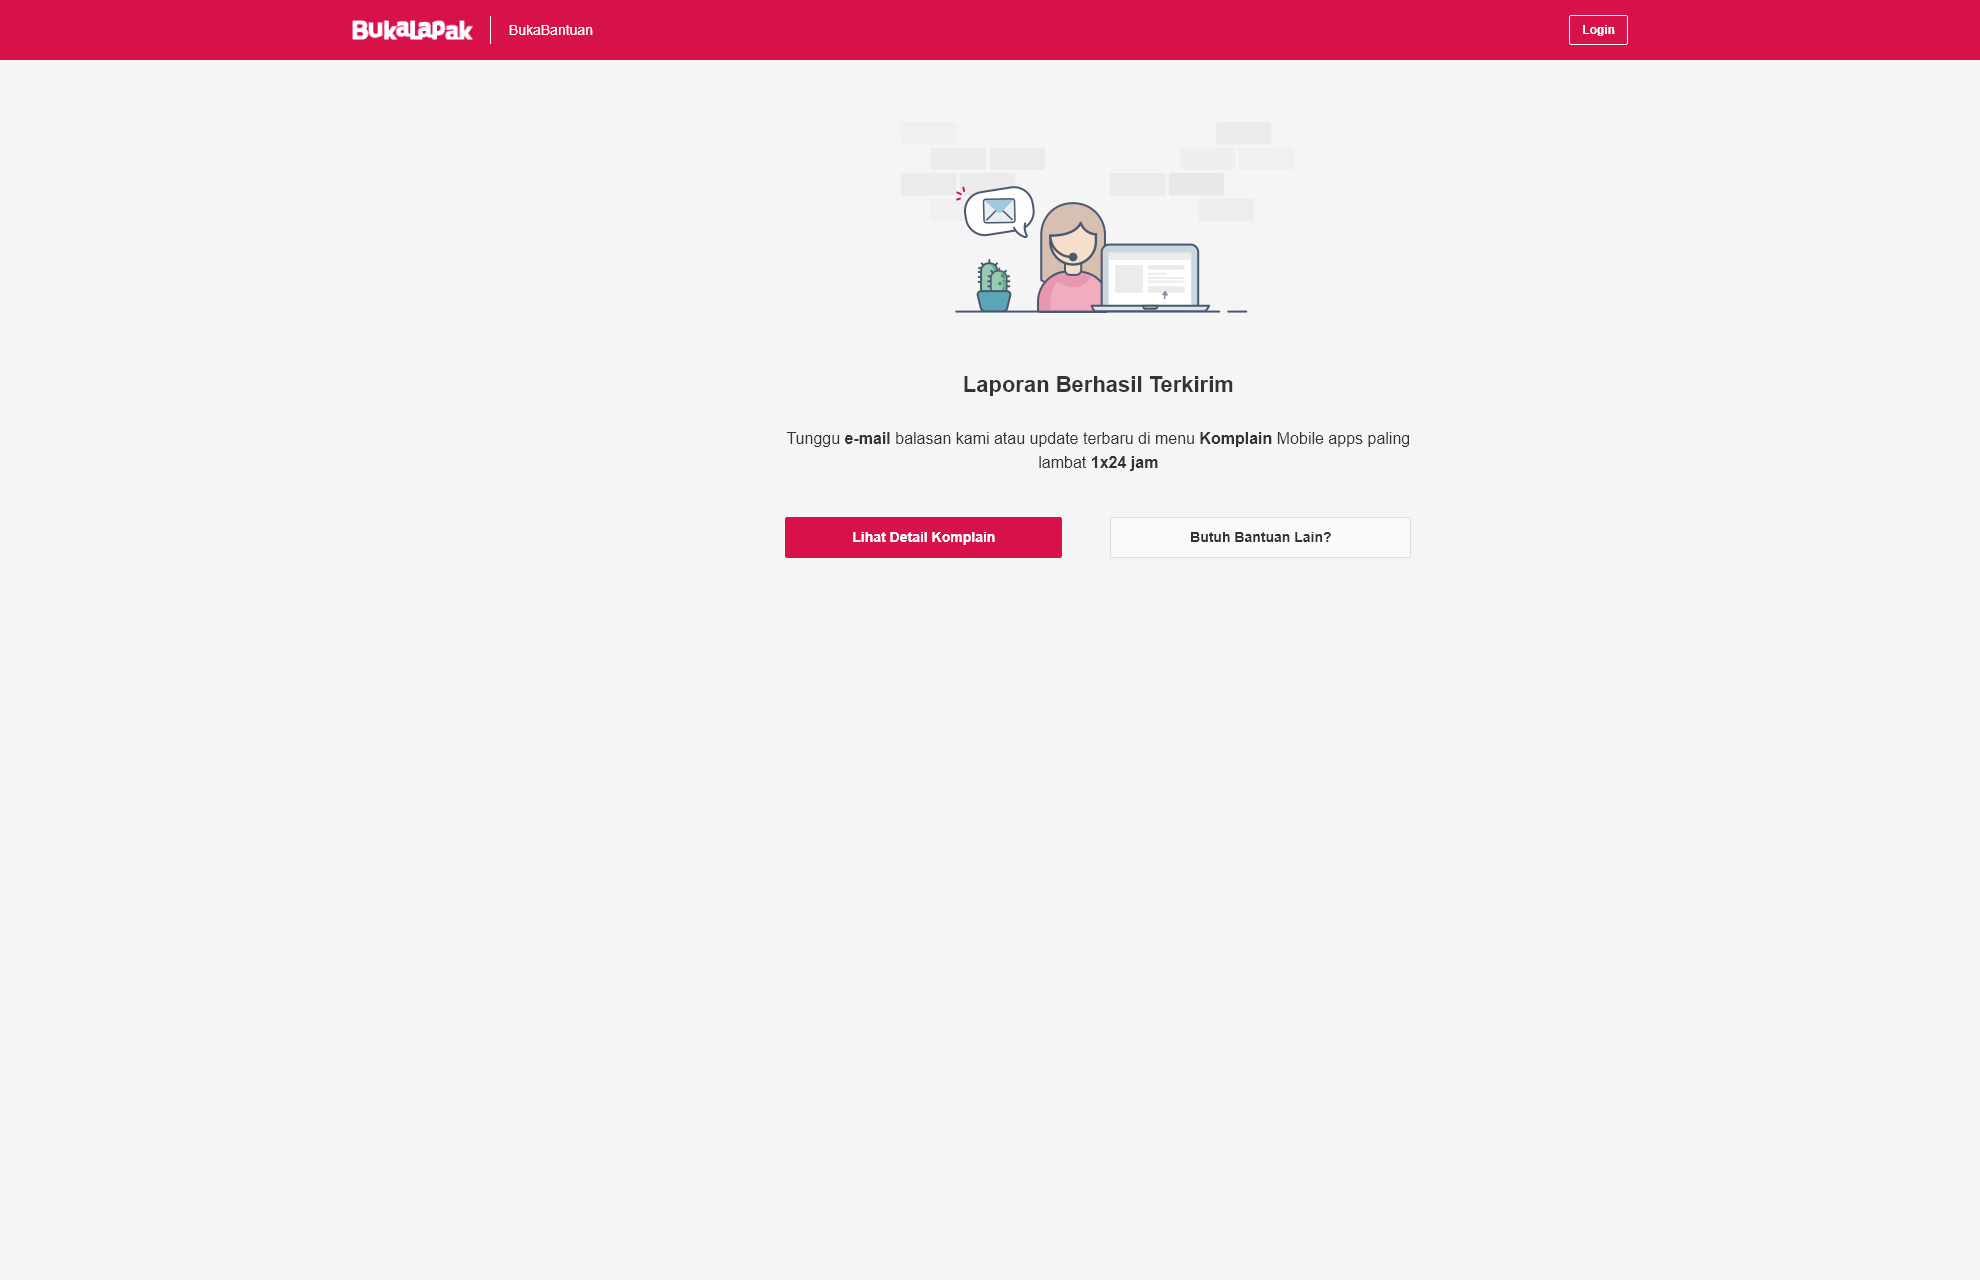 BukaLapak
BukaBantuan
Login
Laporan Berhasil Terkirim
Tunggu e-mail balasan kami atau update terbaru di menu Komplain Mobile apps paling
lambat 1x24 jam
Lihat Detail Komplain
Butuh Bantuan Lain?